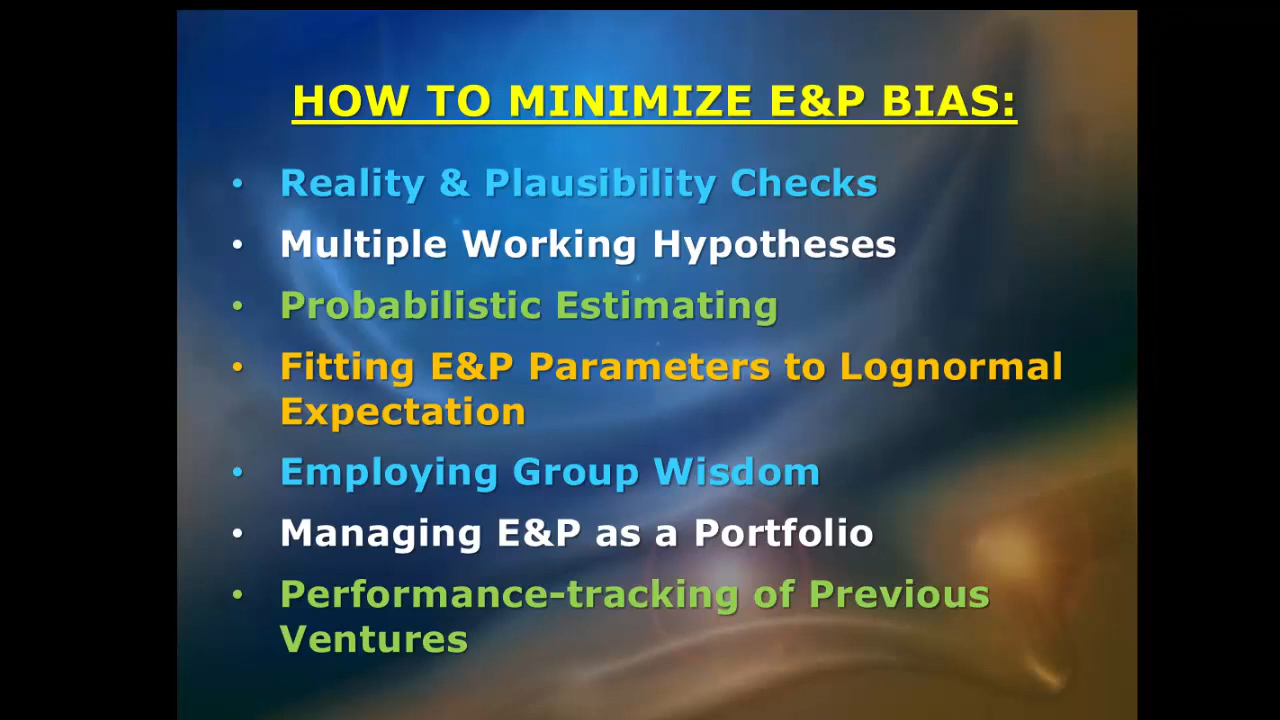 HOW TO MINIMIZE E&P BIAS:
• Reality & Plausibility Checks
• Multiple Working Hypotheses
• Probabilistic Estimating
• Fitting E&P Parameters to Lognormal
Expectation
• Employing Group Wisdom
• Managing E&P as a Portfolio
• Performance-tracking of Previous
Ventures